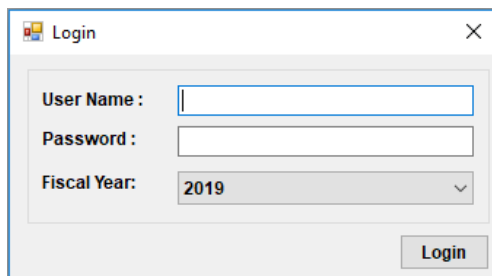 Login
User Name :
Password :
Fiscal Year: 2019
Login